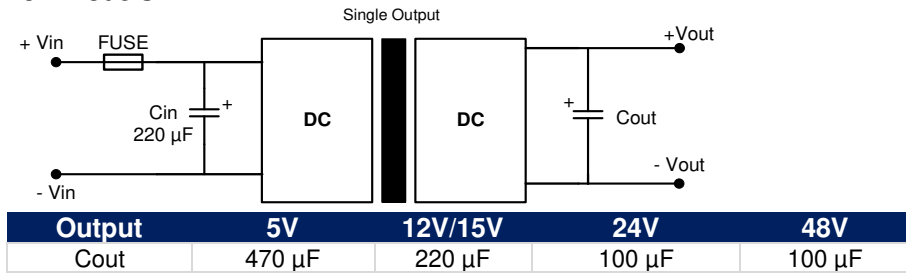 Single Output
+ Vin
FUSE
+Vout
Cin
220 µF
+
DC
DC
+
Cout
- Vin
- Vout
Output 5V 12V/15V 24V 48V
Cout 470 µF 220 µF 100 µF 100 µF